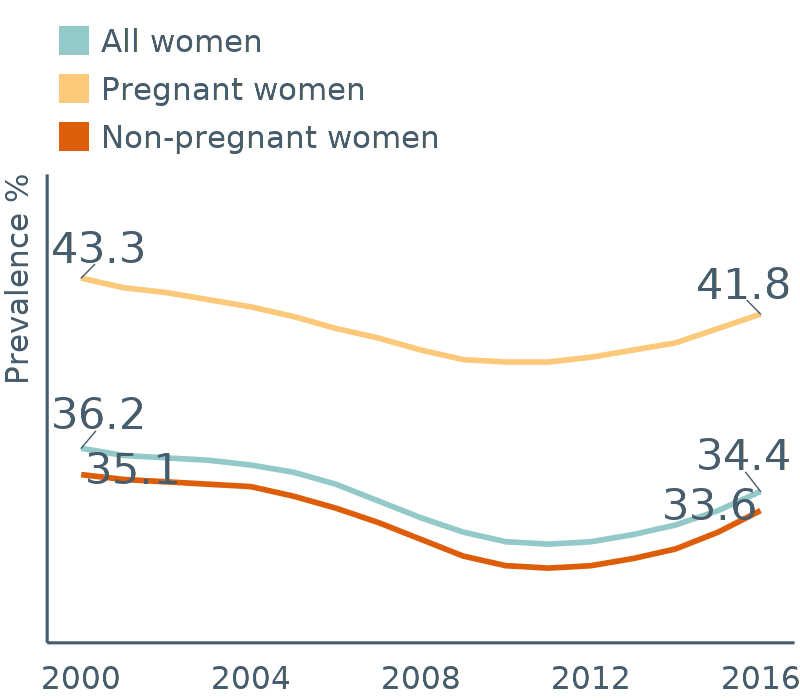 All women
Pregnant women
Non-pregnant women
Prevalence %
43.3
41.8
36.2
35.1
34.4
33.6
2000 2004 2008 2012 2016